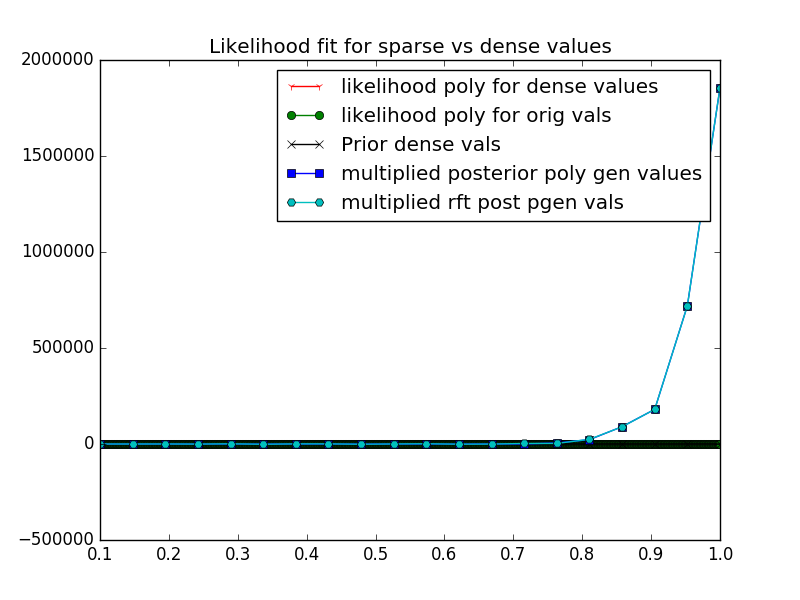 Likelihood fit for sparse vs dense values
2000000
likelihood poly for dense values
likelihood poly for orig vals
Prior dense vals
multiplied posterior poly gen values
multiplied rft post pgen vals
1500000
1000000
500000
0
−500000
0.1 0.2 0.3 0.4 0.5 0.6 0.7 0.8 0.9 1.0